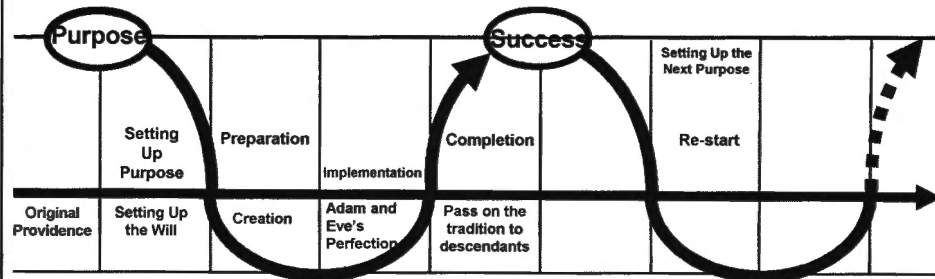 Purpose
Success
Setting Up the
Next Purpose
Setting
Up
Purpose
Preparation
Implementation
Completion
Re-start
Original
Providence
Setting Up
the Will
Creation
Adam and
Eve's
Perfection
Pass on the
tradition to
descendants